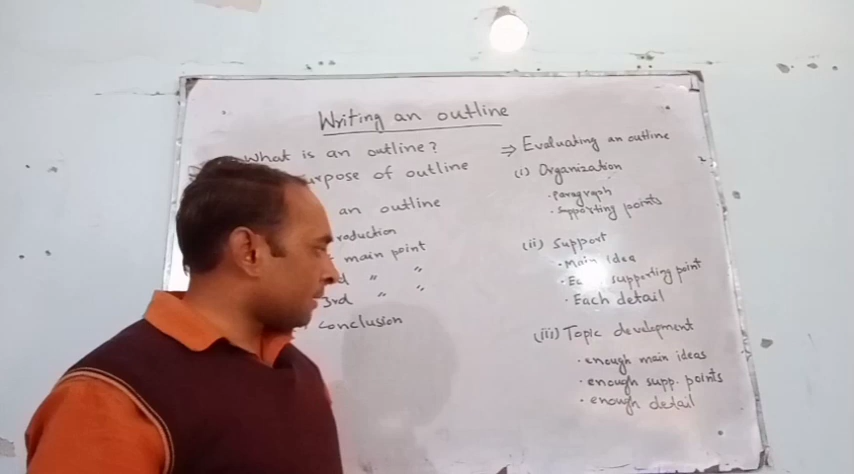 Writing an outline
What is an outline?
urpose of outline
an outline
roduction
main point
d " "
3rd " "
Conclusion
⇒ Evaluating an outline
(i) Organization
· Paragraph
· Supporting points
(ii) Support
· Main idea
· supporting point
· Each detail
(iii) Topic development
· enough main ideas
· enough supp. points
· enough detail